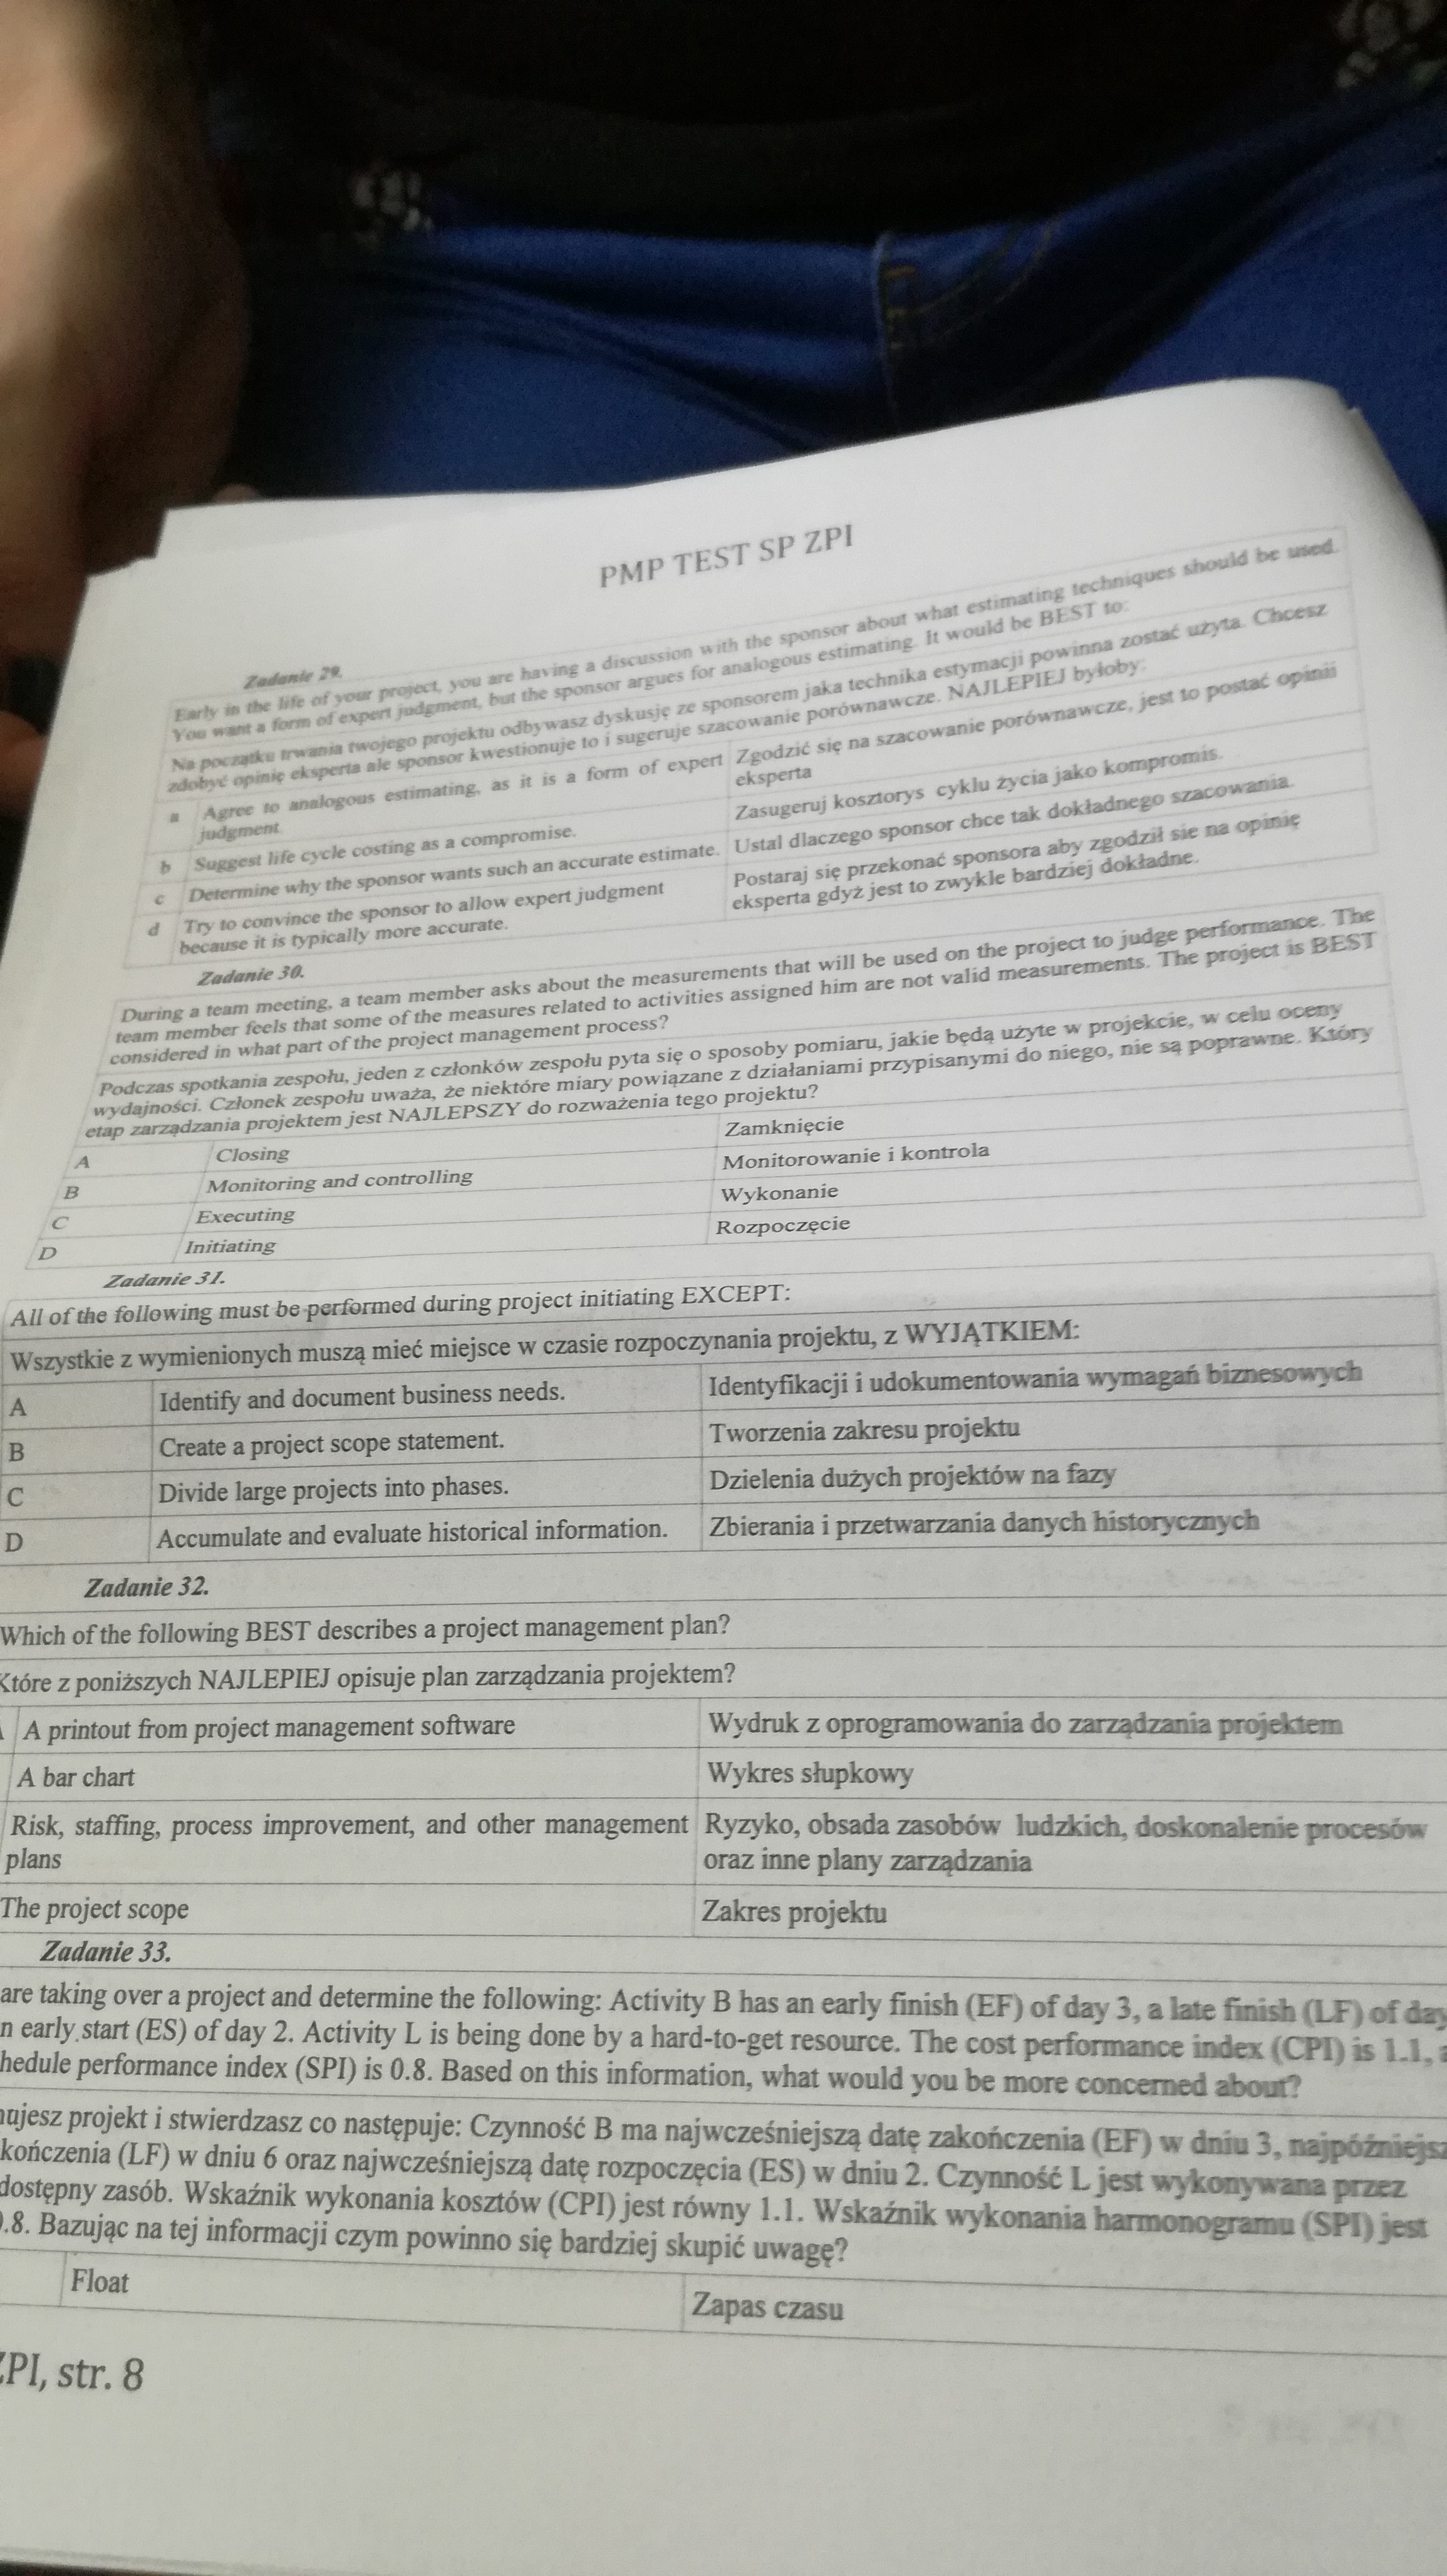 PMP TEST SP ZPI
Zadanie 29.
Early in the life of your project, you are having a discussion with the sponsor about what estimating techniques should be used.
You want a form of expert judgment, but the sponsor argues for analogous estimating. It would be BEST to:
Na początku trwania twojego projektu odbywasz dyskusję ze sponsorem jaka technika estymacji powinna zostać użyta. Chcesz
zdobyć opinię eksperta ale sponsor kwestionuje to i sugeruje szacowanie porównawcze. NAJLEPIEJ byłoby:
a Agree to analogous estimating, as it is a form of expert judgment. Zgodzić się na szacowanie porównawcze, jest to postać opinii eksperta
b Suggest life cycle costing as a compromise. Zasugeruj kosztorys cyklu życia jako kompromis.
c Determine why the sponsor wants such an accurate estimate. Ustal dlaczego sponsor chce tak dokładnego szacowania.
d Try to convince the sponsor to allow expert judgment because it is typically more accurate. Postaraj się przekonać sponsora aby zgodził sie na opinię eksperta gdyż jest to zwykle bardziej dokładne.
Zadanie 30.
During a team meeting, a team member asks about the measurements that will be used on the project to judge performance. The
team member feels that some of the measures related to activities assigned him are not valid measurements. The project is BEST
considered in what part of the project management process?
Podczas spotkania zespołu, jeden z członków zespołu pyta się o sposoby pomiaru, jakie będą użyte w projekcie, w celu oceny
wydajności. Członek zespołu uważa, że niektóre miary powiązane z działaniami przypisanymi do niego, nie są poprawne. Który
etap zarządzania projektem jest NAJLEPSZY do rozważenia tego projektu?
A Closing Zamknięcie
B Monitoring and controlling Monitorowanie i kontrola
C Executing Wykonanie
D Initiating Rozpoczęcie
Zadanie 31.
All of the following must be performed during project initiating EXCEPT:
Wszystkie z wymienionych muszą mieć miejsce w czasie rozpoczynania projektu, z WYJĄTKIEM:
A Identify and document business needs. Identyfikacji i udokumentowania wymagań biznesowych
B Create a project scope statement. Tworzenia zakresu projektu
C Divide large projects into phases. Dzielenia dużych projektów na fazy
D Accumulate and evaluate historical information. Zbierania i przetwarzania danych historycznych
Zadanie 32.
Which of the following BEST describes a project management plan?
Które z poniższych NAJLEPIEJ opisuje plan zarządzania projektem?
A printout from project management software Wydruk z oprogramowania do zarządzania projektem
A bar chart Wykres słupkowy
Risk, staffing, process improvement, and other management plans Ryzyko, obsada zasobów ludzkich, doskonalenie procesów oraz inne plany zarządzania
The project scope Zakres projektu
Zadanie 33.
are taking over a project and determine the following: Activity B has an early finish (EF) of day 3, a late finish (LF) of day
n early start (ES) of day 2. Activity L is being done by a hard-to-get resource. The cost performance index (CPI) is 1.1,
hedule performance index (SPI) is 0.8. Based on this information, what would you be more concerned about?
mujesz projekt i stwierdzasz co następuje: Czynność B ma najwcześniejszą datę zakończenia (EF) w dniu 3, najpóźniejsz
kończenia (LF) w dniu 6 oraz najwcześniejszą datę rozpoczęcia (ES) w dniu 2. Czynność L jest wykonywana przez
dostępny zasób. Wskaźnik wykonania kosztów (CPI) jest równy 1.1. Wskaźnik wykonania harmonogramu (SPI) jest
.8. Bazując na tej informacji czym powinno się bardziej skupić uwagę?
Float Zapas czasu
ZPI, str. 8